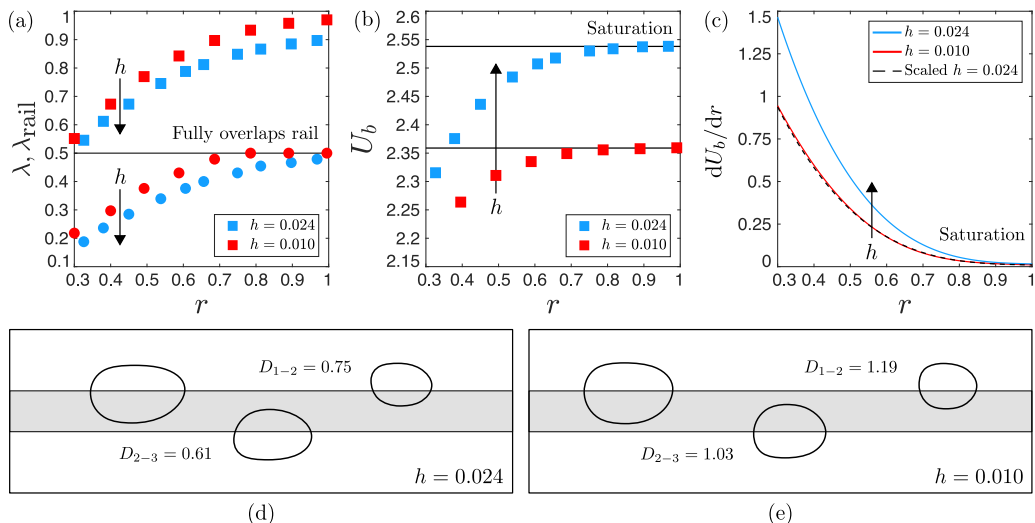 (a)
λ, λrail
1
0.9
0.8
0.7
0.6
0.5
0.4
0.3
0.2
0.1
h
Fully overlaps rail
h
h = 0.024
h = 0.010
0.3 0.4 0.5 0.6 0.7 0.8 0.9 1
r
(b)
U_b
2.6
2.55
2.5
2.45
2.4
2.35
2.3
2.25
2.2
2.15
Saturation
h
h = 0.024
h = 0.010
0.3 0.4 0.5 0.6 0.7 0.8 0.9 1
r
(c)
dU_b/dr
1.5
1.25
1
0.75
0.5
0.25
0
h = 0.024
h = 0.010
Scaled h = 0.024
Saturation
h
0.3 0.4 0.5 0.6 0.7 0.8 0.9 1
r
D₁₋₂ = 0.75
D₂₋₃ = 0.61
h = 0.024
(d)
D₁₋₂ = 1.19
D₂₋₃ = 1.03
h = 0.010
(e)